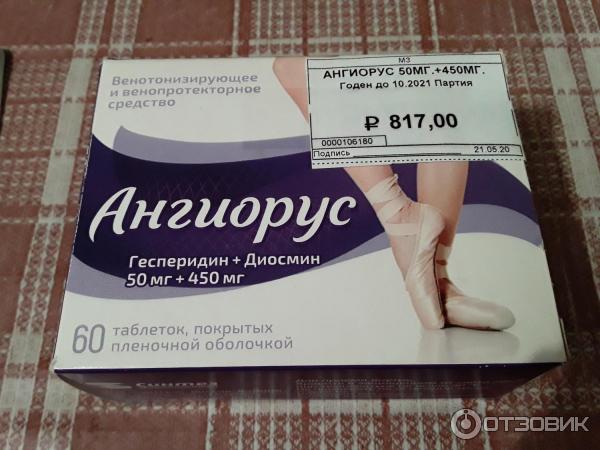 Венотонизирующее
и венопротекторное
средство
МЗ
АНГИОРУС 50МГ.+450МГ.
Годен до 10.2021 Партия
₽ 817,00
0000106180
Подпись 21.05.20
Ангиорус
Гесперидин + Диосмин
50 мг + 450 мг
60 таблеток, покрытых
пленочной оболочкой
Синтез
ОТЗОВИК